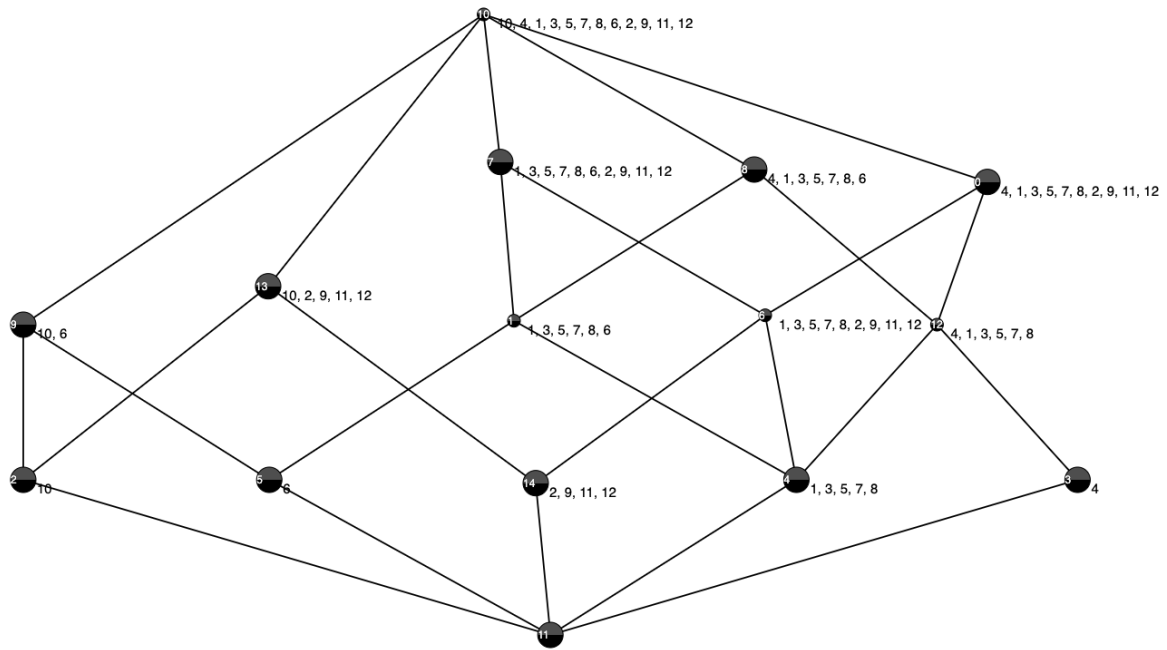 10
10, 4, 1, 3, 5, 7, 8, 6, 2, 9, 11, 12
7
1, 3, 5, 7, 8, 6, 2, 9, 11, 12
8
4, 1, 3, 5, 7, 8, 6
0
4, 1, 3, 5, 7, 8, 2, 9, 11, 12
13
10, 2, 9, 11, 12
9
10, 6
1
1, 3, 5, 7, 8, 6
6
1, 3, 5, 7, 8, 2, 9, 11, 12
12
4, 1, 3, 5, 7, 8
2
10
5
6
14
2, 9, 11, 12
4
1, 3, 5, 7, 8
3
4
11